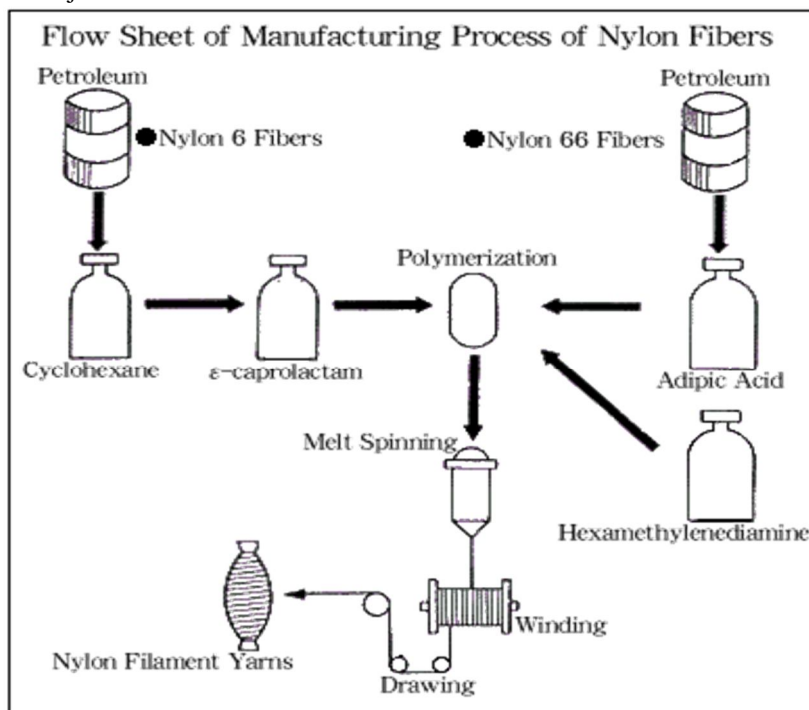 Flow Sheet of Manufacturing Process of Nylon Fibers
Petroleum
Petroleum
Nylon 6 Fibers
Nylon 66 Fibers
Polymerization
Cyclohexane
ε-caprolactam
Adipic Acid
Melt Spinning
Hexamethylenediamine
Winding
Nylon Filament Yarns
Drawing